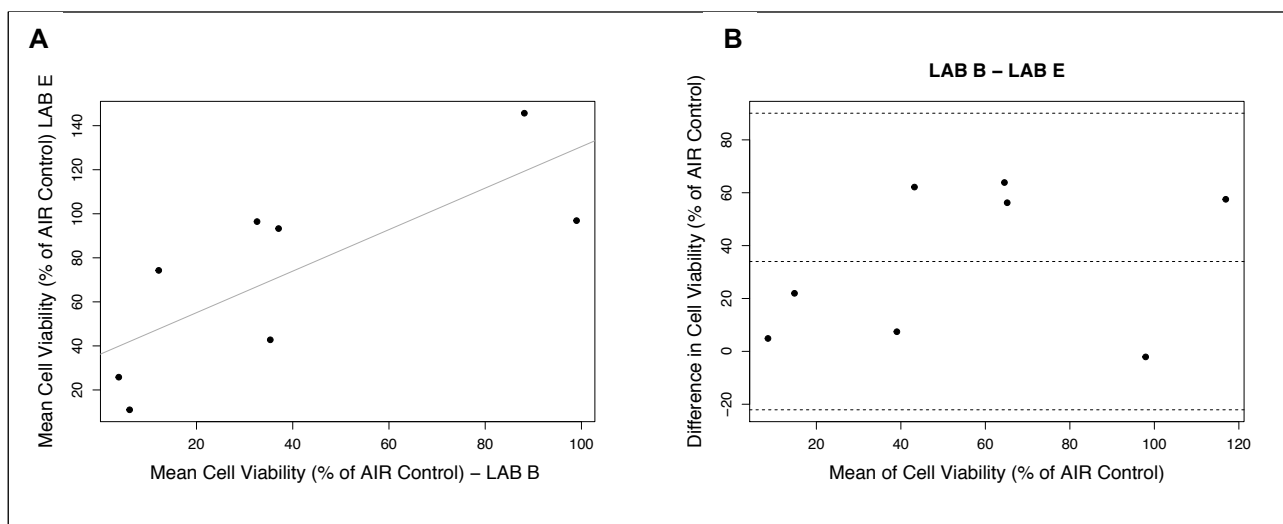 A
Mean Cell Viability (% of AIR Control) LAB E
140
120
100
80
60
40
20
20 40 60 80 100
Mean Cell Viability (% of AIR Control) – LAB B
B
LAB B – LAB E
Difference in Cell Viability (% of AIR Control)
80
60
40
20
0
−20
20 40 60 80 100 120
Mean of Cell Viability (% of AIR Control)